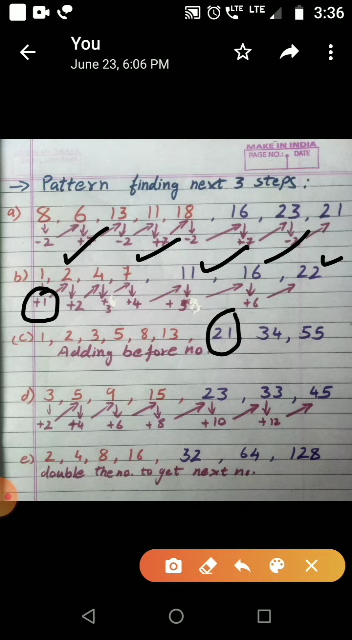 3:36
LTE LTE
You
June 23, 6:06 PM
MAKE IN INDIA
PAGE NO.: DATE
→ Pattern finding next 3 steps:
a) 8, 6, 13, 11, 18, 16, 23, 21
-2 -2 -2 +7
b) 1, 2, 4, 7, 11, 16, 22
+1 +2 +3 +4 +5 +6
(c) 1, 2, 3, 5, 8, 13, 21, 34, 55
Adding before no
d) 3, 5, 9, 15, 23, 33, 45
+2 +4 +6 +8 +10 +12
e) 2, 4, 8, 16, 32, 64, 128
double the no. to get next no.